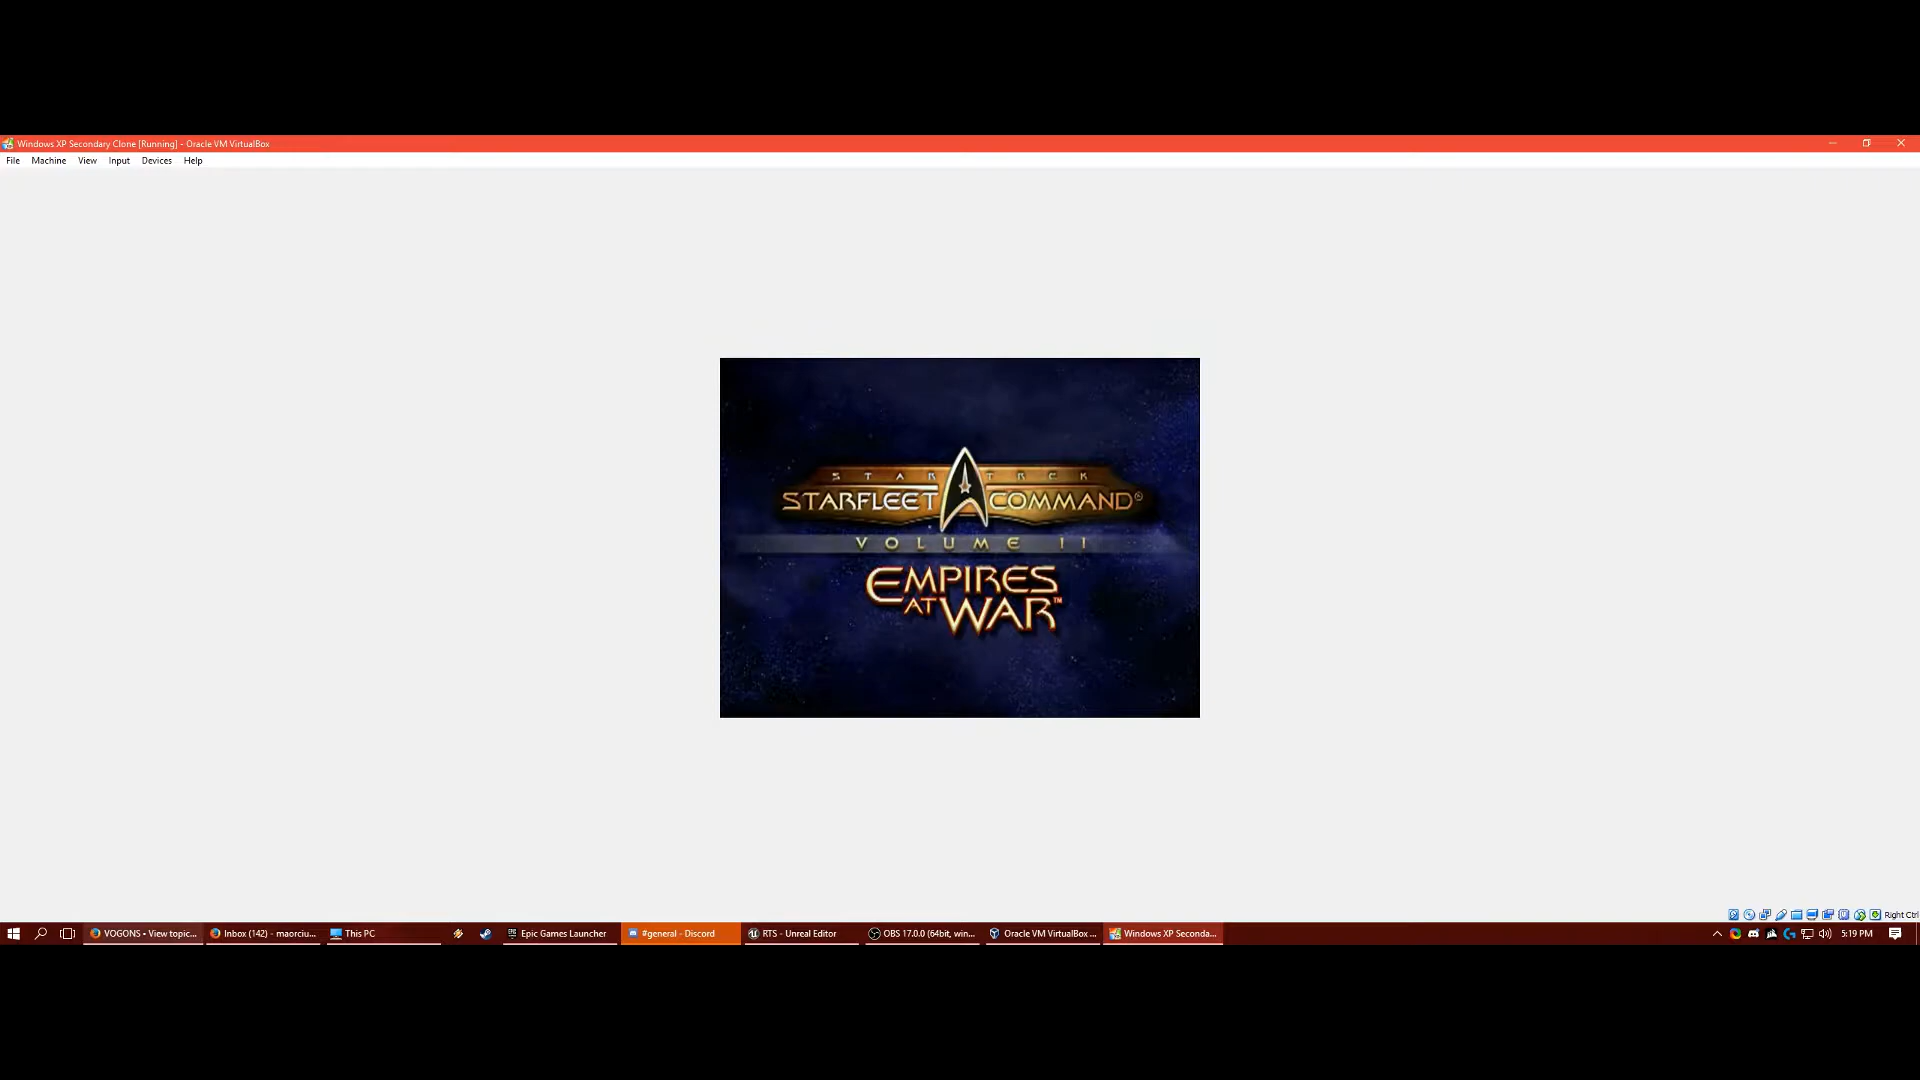 Windows XP Secondary Clone [Running] - Oracle VM VirtualBox
File Machine View Input Devices Help
STAR TREK
STARFLEET COMMAND®
VOLUME II
EMPIRES
AT WAR™
Right Ctrl
VOGONS • View topic... Inbox (142) - maorciu... This PC Epic Games Launcher #general - Discord RTS - Unreal Editor OBS 17.0.0 (64bit, win... Oracle VM VirtualBox ... Windows XP Seconda... 5:19 PM